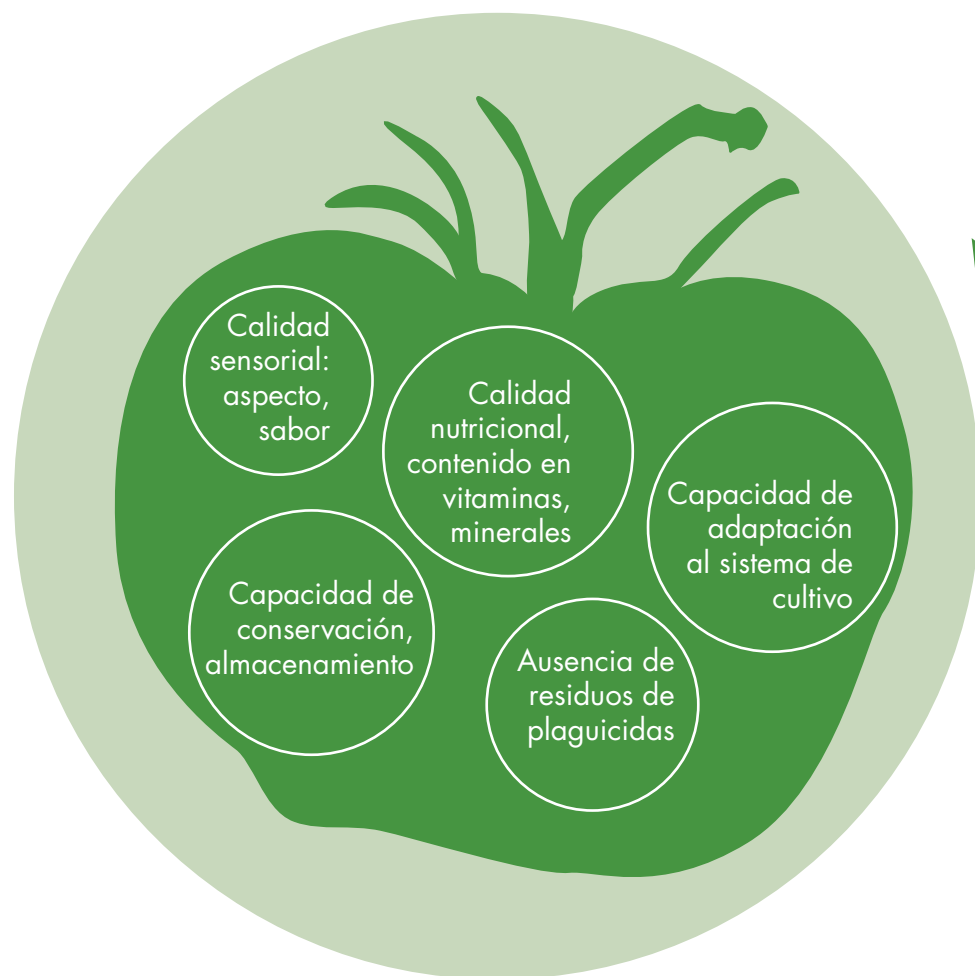 Calidad
sensorial:
aspecto,
sabor
Calidad
nutricional,
contenido en
vitaminas,
minerales
Capacidad de
adaptación
al sistema de
cultivo
Capacidad de
conservación,
almacenamiento
Ausencia de
residuos de
plaguicidas